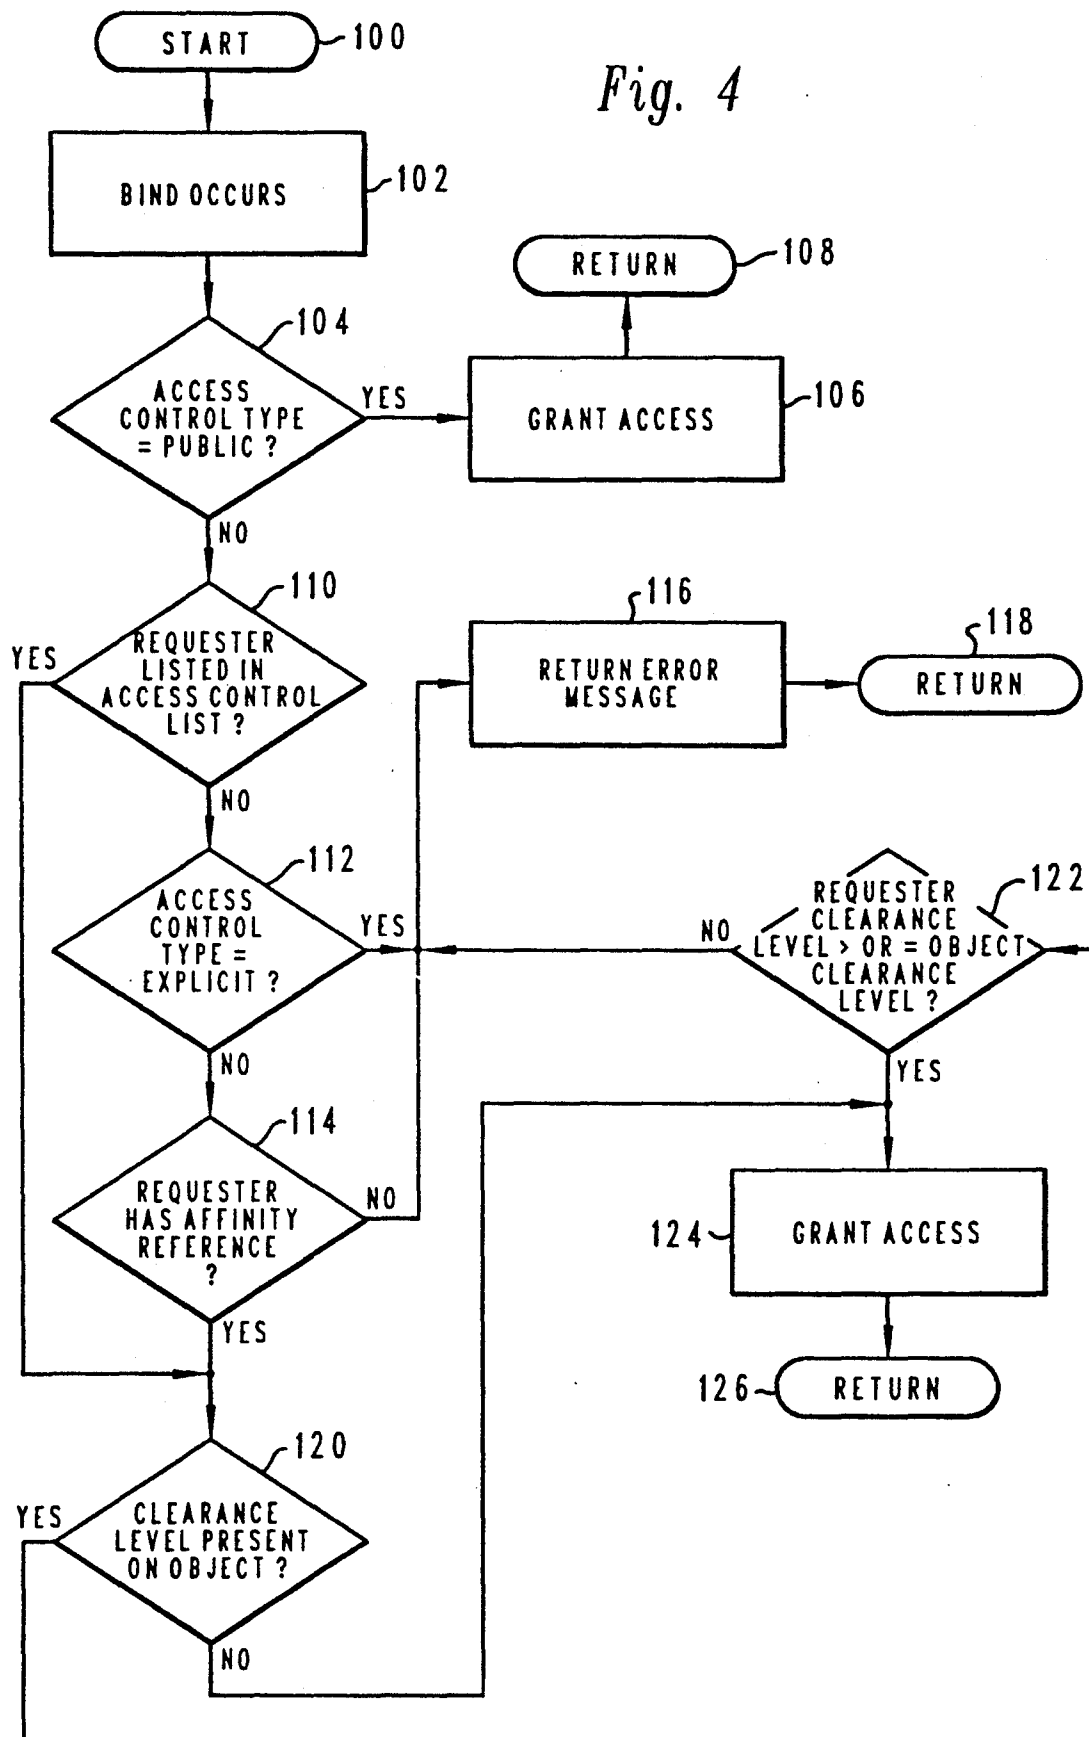 START
100
Fig. 4
BIND OCCURS
102
RETURN
108
104
ACCESS
CONTROL TYPE
= PUBLIC ?
YES
GRANT ACCESS
106
NO
110
REQUESTER
LISTED IN
ACCESS CONTROL
LIST ?
YES
116
RETURN ERROR
MESSAGE
118
RETURN
NO
112
ACCESS
CONTROL
TYPE =
EXPLICIT ?
YES
122
REQUESTER
CLEARANCE
LEVEL > OR = OBJECT
CLEARANCE
LEVEL ?
NO
YES
NO
114
REQUESTER
HAS AFFINITY
REFERENCE
?
NO
124
GRANT ACCESS
YES
126
RETURN
120
YES
CLEARANCE
LEVEL PRESENT
ON OBJECT ?
NO